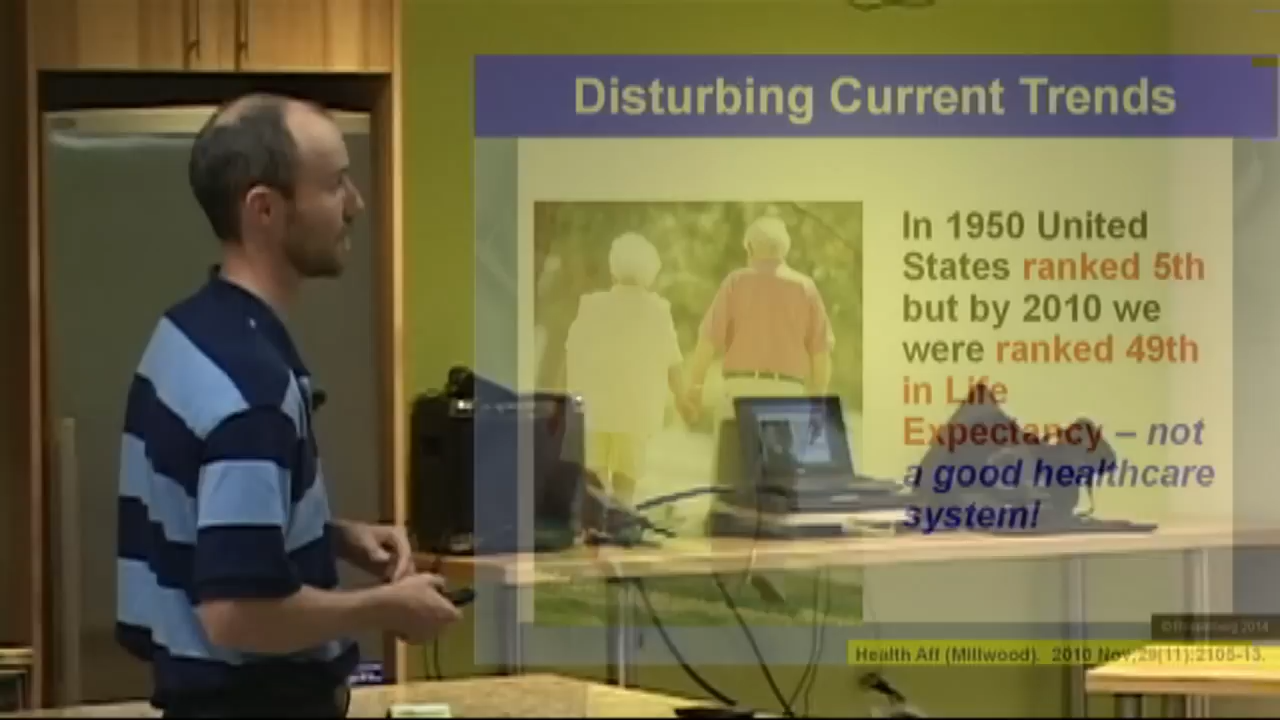 Disturbing Current Trends
In 1950 United
States ranked 5th
but by 2010 we
were ranked 49th
in Life
Expectancy – not
a good healthcare
system!
2014
Health Aff (Millwood). 2010 Nov;29(11):2105-13.